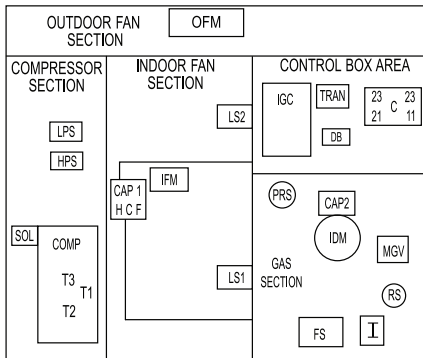 OUTDOOR FAN
SECTION
OFM
COMPRESSOR
SECTION
LPS
HPS
SOL
COMP
T3
T1
T2
INDOOR FAN
SECTION
LS2
IFM
CAP 1
H C F
LS1
CONTROL BOX AREA
IGC
TRAN
DB
23 23
C
21 11
PRS
CAP2
IDM
MGV
GAS
SECTION
RS
FS
I